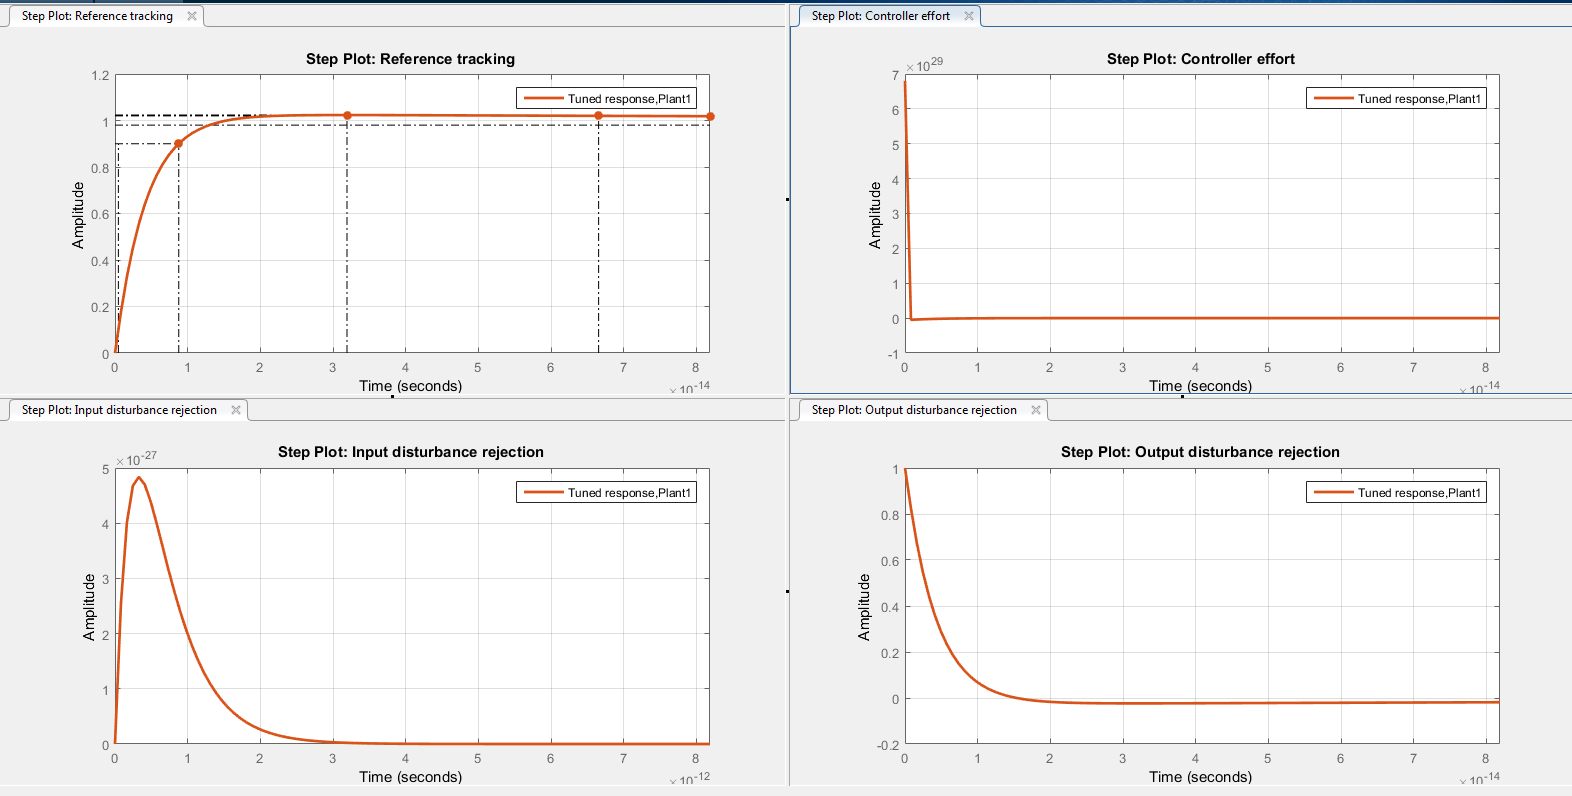 Step Plot: Reference tracking
Step Plot: Reference tracking
1.2
1
0.8
0.6
0.4
0.2
0
Amplitude
Tuned response,Plant1
0 1 2 3 4 5 6 7 8
Time (seconds)
×10-14
Step Plot: Controller effort
Step Plot: Controller effort
×10^29
7
6
5
4
3
2
1
0
-1
Amplitude
Tuned response,Plant1
0 1 2 3 4 5 6 7 8
Time (seconds)
×10-14
Step Plot: Input disturbance rejection
Step Plot: Input disturbance rejection
×10-27
5
4
3
2
1
0
Amplitude
Tuned response,Plant1
0 1 2 3 4 5 6 7 8
Time (seconds)
×10-12
Step Plot: Output disturbance rejection
Step Plot: Output disturbance rejection
1
0.8
0.6
0.4
0.2
0
-0.2
Amplitude
Tuned response,Plant1
0 1 2 3 4 5 6 7 8
Time (seconds)
×10-14